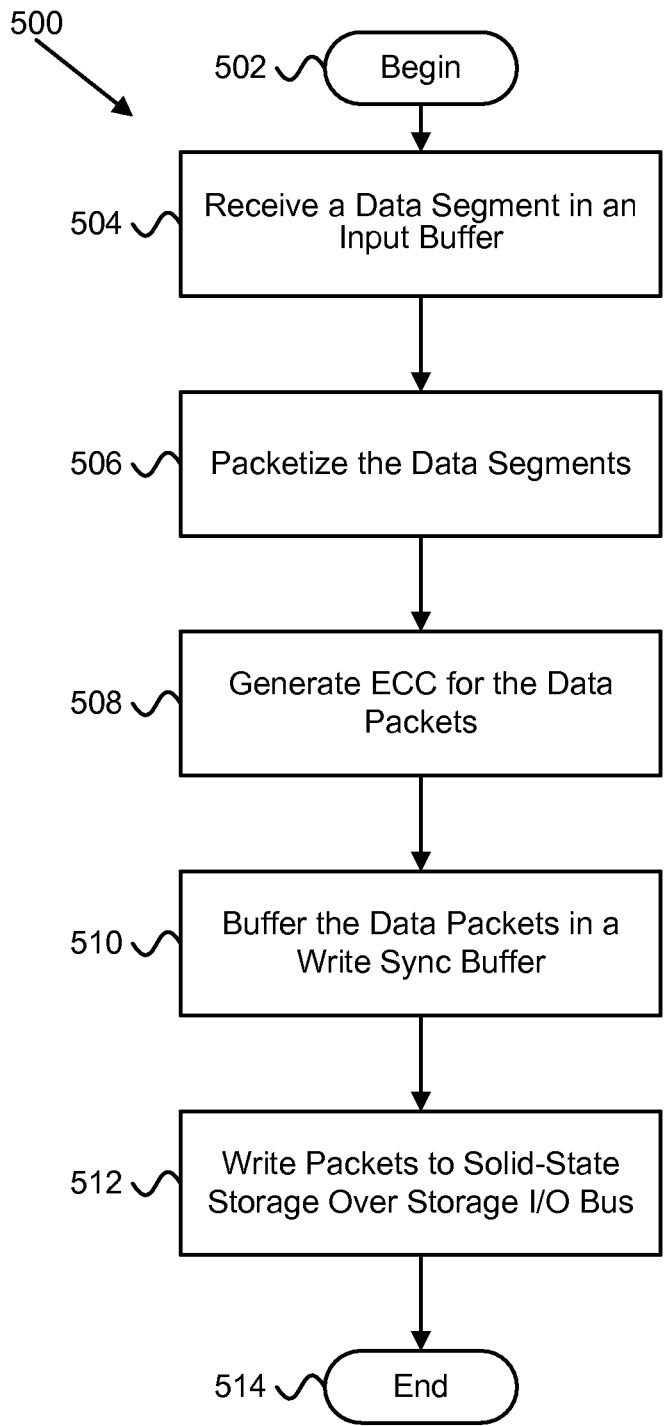 500
502
Begin
504
Receive a Data Segment in an
Input Buffer
506
Packetize the Data Segments
508
Generate ECC for the Data
Packets
510
Buffer the Data Packets in a
Write Sync Buffer
512
Write Packets to Solid-State
Storage Over Storage I/O Bus
514
End